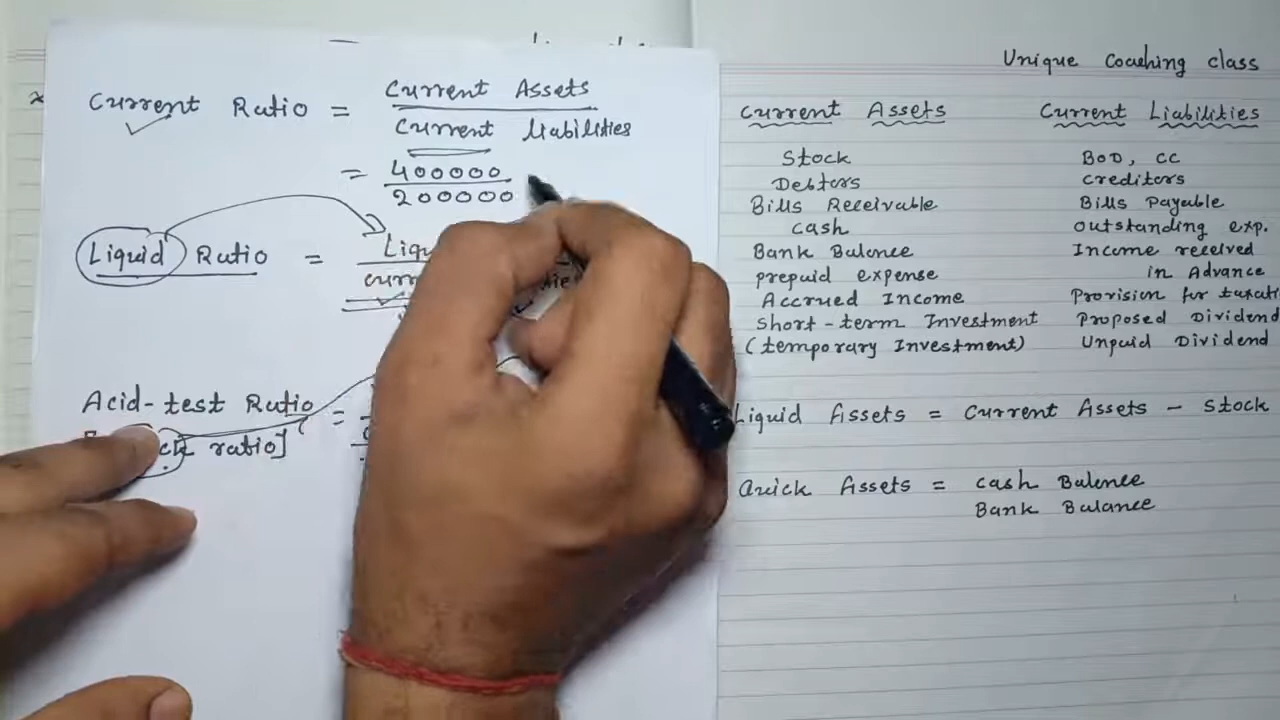 Current Ratio = Current Assets
Current liabilities
= 400000
200000
Liquid Ratio =
Acid-test Ratio =
ratio]
Unique Coaching class
Current Assets
Stock
Debtors
Bills Receivable
cash
Bank Balence
prepaid expense
Accrued Income
Short-term Investment
(temporary Investment)
Current Liabilities
BOD, CC
creditors
Bills Payable
outstanding exp.
Income received
in Advance
Provision for
Proposed Dividend
Unpaid Dividend
Liquid Assets = Current Assets - Stock
Quick Assets = cash Balence
Bank Balance